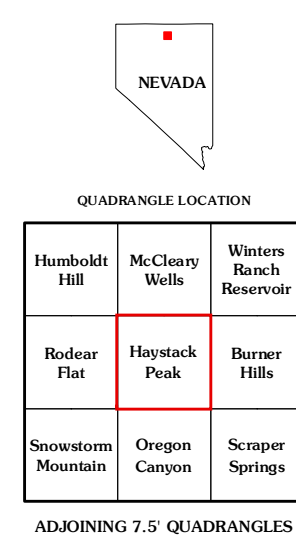 NEVADA
QUADRANGLE LOCATION
Humboldt
Hill
McCleary
Wells
Winters
Ranch
Reservoir
Rodear
Flat
Haystack
Peak
Burner
Hills
Snowstorm
Mountain
Oregon
Canyon
Scraper
Springs
ADJOINING 7.5' QUADRANGLES